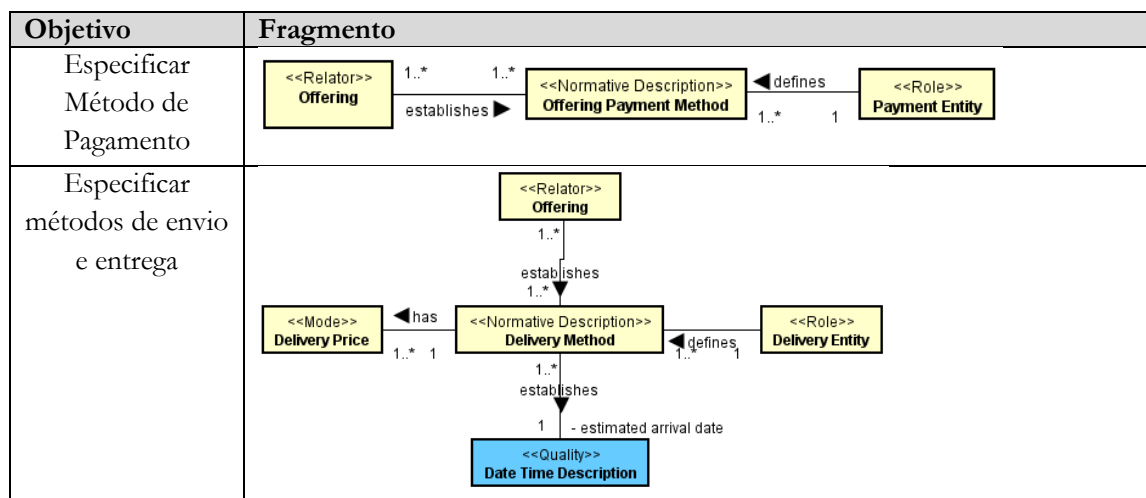 Objetivo Fragmento
Especificar
Método de
Pagamento
<<Relator>>
Offering
1..*
1..*
establishes
<<Normative Description>>
Offering Payment Method
defines
1..*
1
<<Role>>
Payment Entity
Especificar
métodos de envio
e entrega
<<Relator>>
Offering
1..*
establishes
1..*
<<Mode>>
Delivery Price
has
1..*
1
<<Normative Description>>
Delivery Method
defines
1..*
1
<<Role>>
Delivery Entity
1..*
establishes
1
- estimated arrival date
<<Quality>>
Date Time Description